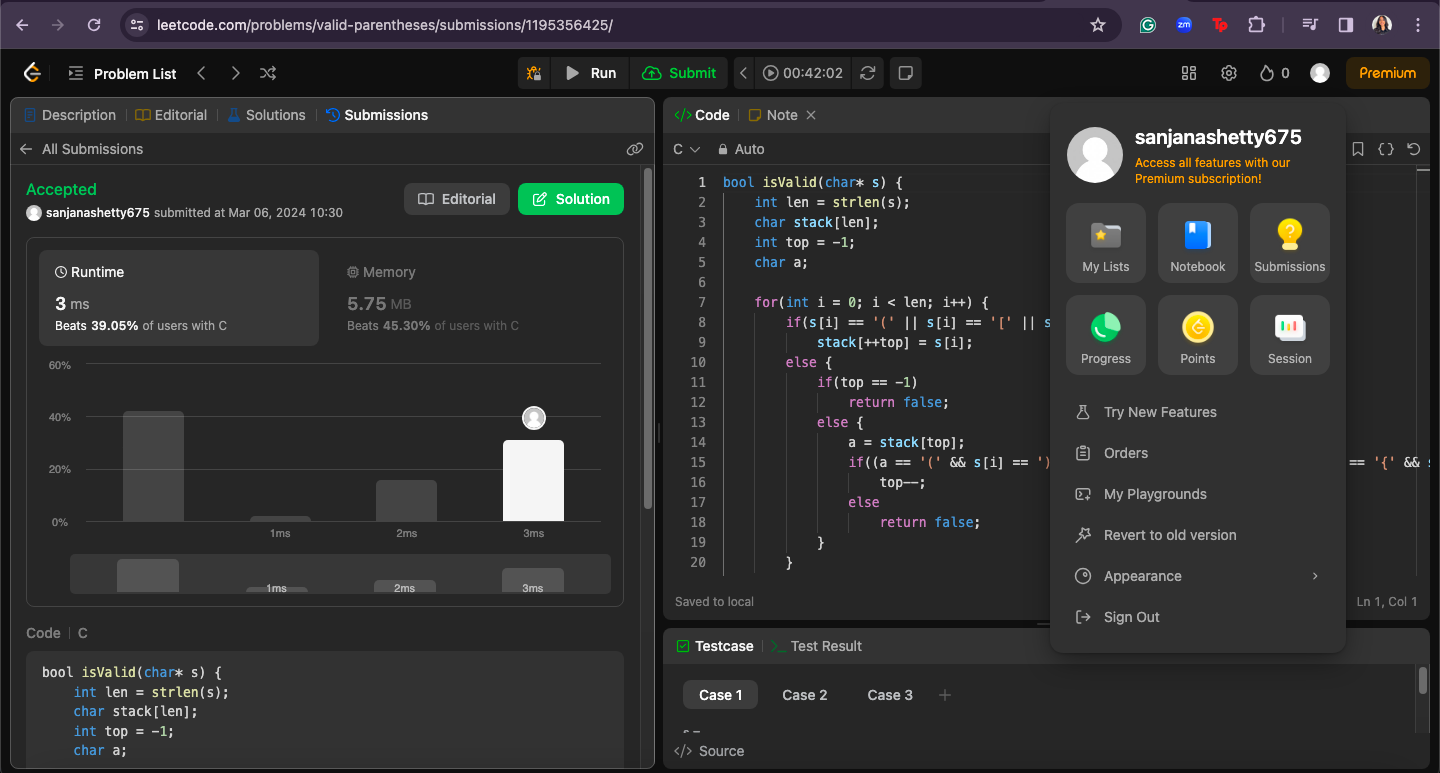 leetcode.com/problems/valid-parentheses/submissions/1195356425/
zm
Tp
Problem List
Run
Submit
00:42:02
0
Premium
Description
Editorial
Solutions
Submissions
All Submissions
Accepted
sanjanashetty675 submitted at Mar 06, 2024 10:30
Editorial
Solution
Runtime
3 ms
Beats 39.05% of users with C
Memory
5.75 MB
Beats 45.30% of users with C
60%
40%
20%
0%
1ms
2ms
3ms
1ms
2ms
3ms
Code
C
bool isValid(char* s) {
int len = strlen(s);
char stack[len];
int top = -1;
char a;
Code
Note
C
Auto
1 bool isValid(char* s) {
2 int len = strlen(s);
3 char stack[len];
4 int top = -1;
5 char a;
6
7 for(int i = 0; i < len; i++) {
8 if(s[i] == '(' || s[i] == '[' || s
9 stack[++top] = s[i];
10 else {
11 if(top == -1)
12 return false;
13 else {
14 a = stack[top];
15 if((a == '(' && s[i] == ') == '{' && s
16 top--;
17 else
18 return false;
19 }
20 }
Saved to local
Ln 1, Col 1
Testcase
Test Result
Case 1
Case 2
Case 3
Source
sanjanashetty675
Access all features with our
Premium subscription!
My Lists
Notebook
Submissions
Progress
Points
Session
Try New Features
Orders
My Playgrounds
Revert to old version
Appearance
Sign Out